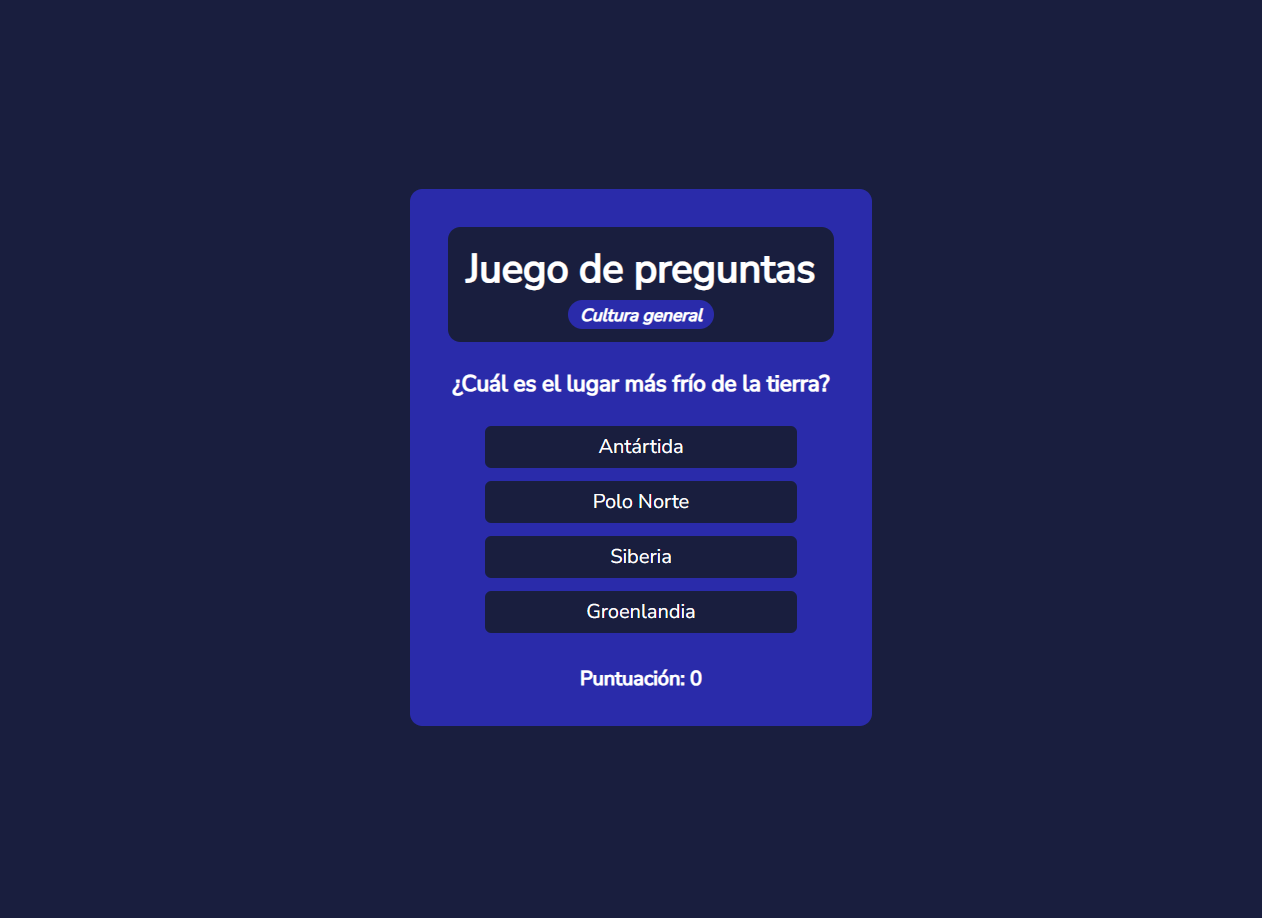 Juego de preguntas
Cultura general
¿Cuál es el lugar más frío de la tierra?
Antártida
Polo Norte
Siberia
Groenlandia
Puntuación: 0